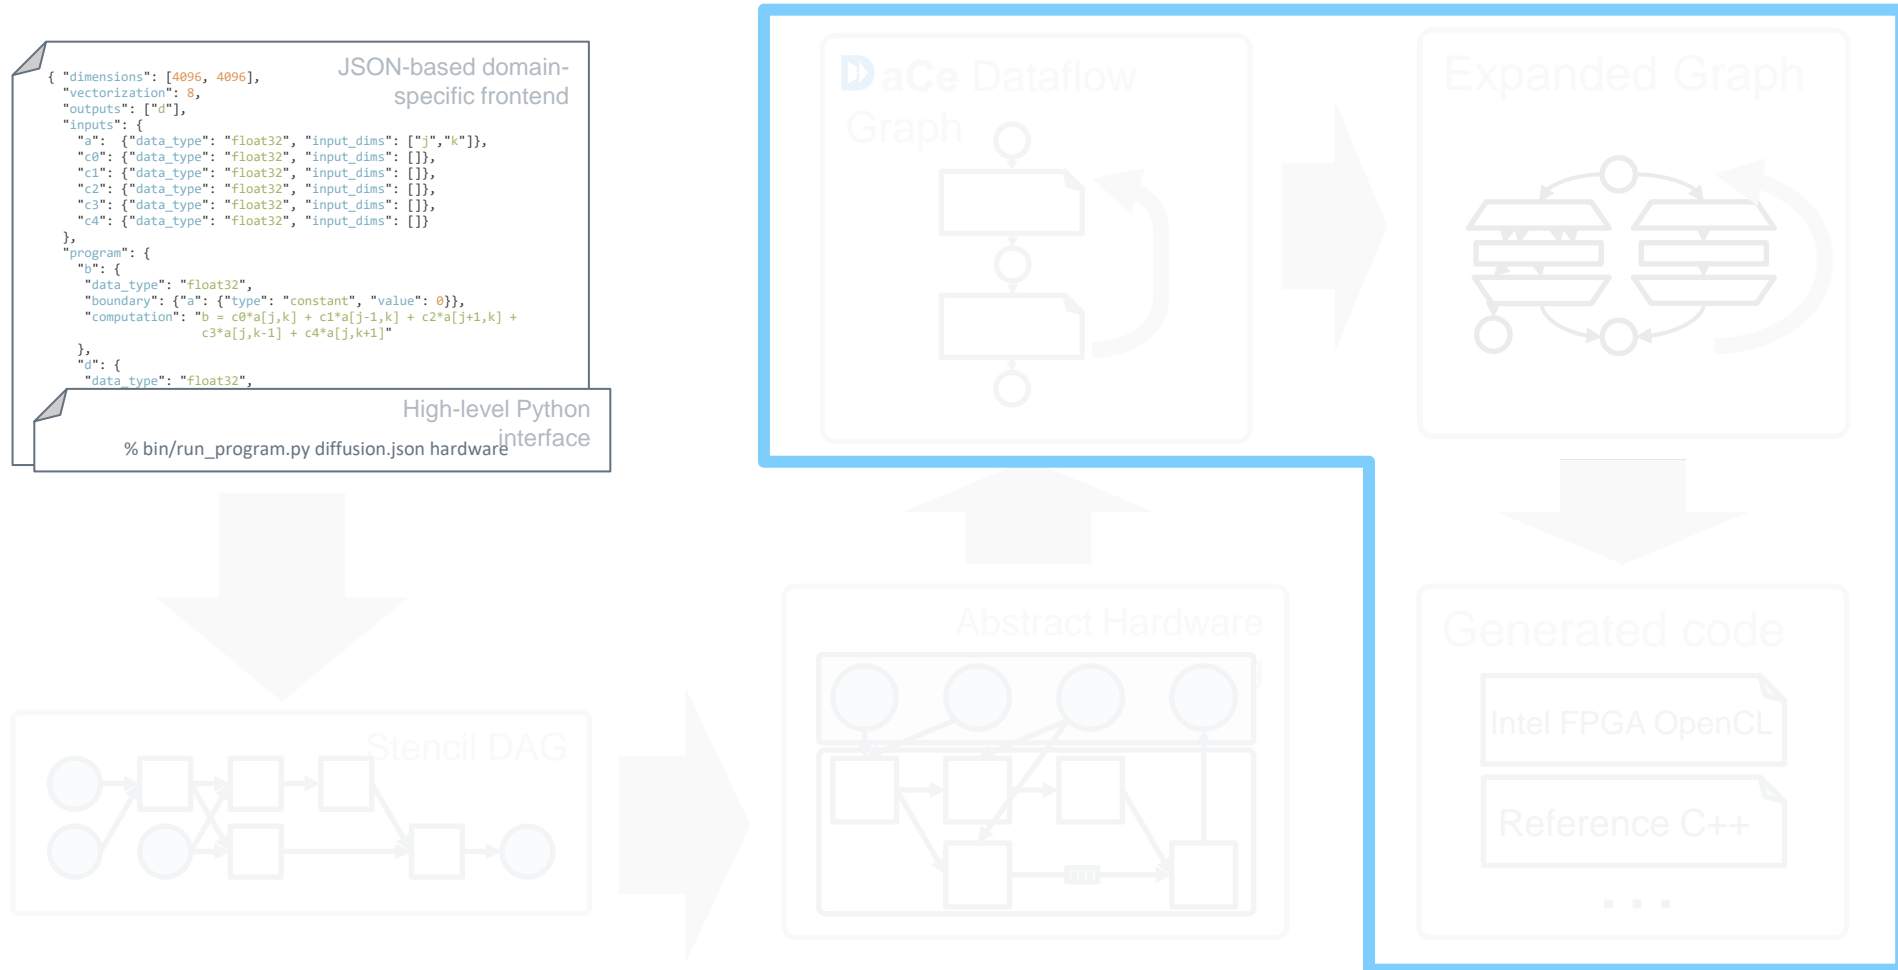 JSON-based domain-
specific frontend
{ "dimensions": [4096, 4096],
"vectorization": 8,
"outputs": ["d"],
"inputs": {
"a":  {"data_type": "float32", "input_dims": ["j","k"]},
"c0": {"data_type": "float32", "input_dims": []},
"c1": {"data_type": "float32", "input_dims": []},
"c2": {"data_type": "float32", "input_dims": []},
"c3": {"data_type": "float32", "input_dims": []},
"c4": {"data_type": "float32", "input_dims": []}
},
"program": {
"b": {
"data_type": "float32",
"boundary": {"a": {"type": "constant", "value": 0}},
"computation": "b = c0*a[j,k] + c1*a[j-1,k] + c2*a[j+1,k] +
c3*a[j,k-1] + c4*a[j,k+1]"
},
"d": {
"data_type": "float32",
High-level Python
interface
% bin/run_program.py diffusion.json hardware
Stencil DAG
Abstract Hardware
DaCe Dataflow
Graph
Expanded Graph
Generated code
Intel FPGA OpenCL
Reference C++
...